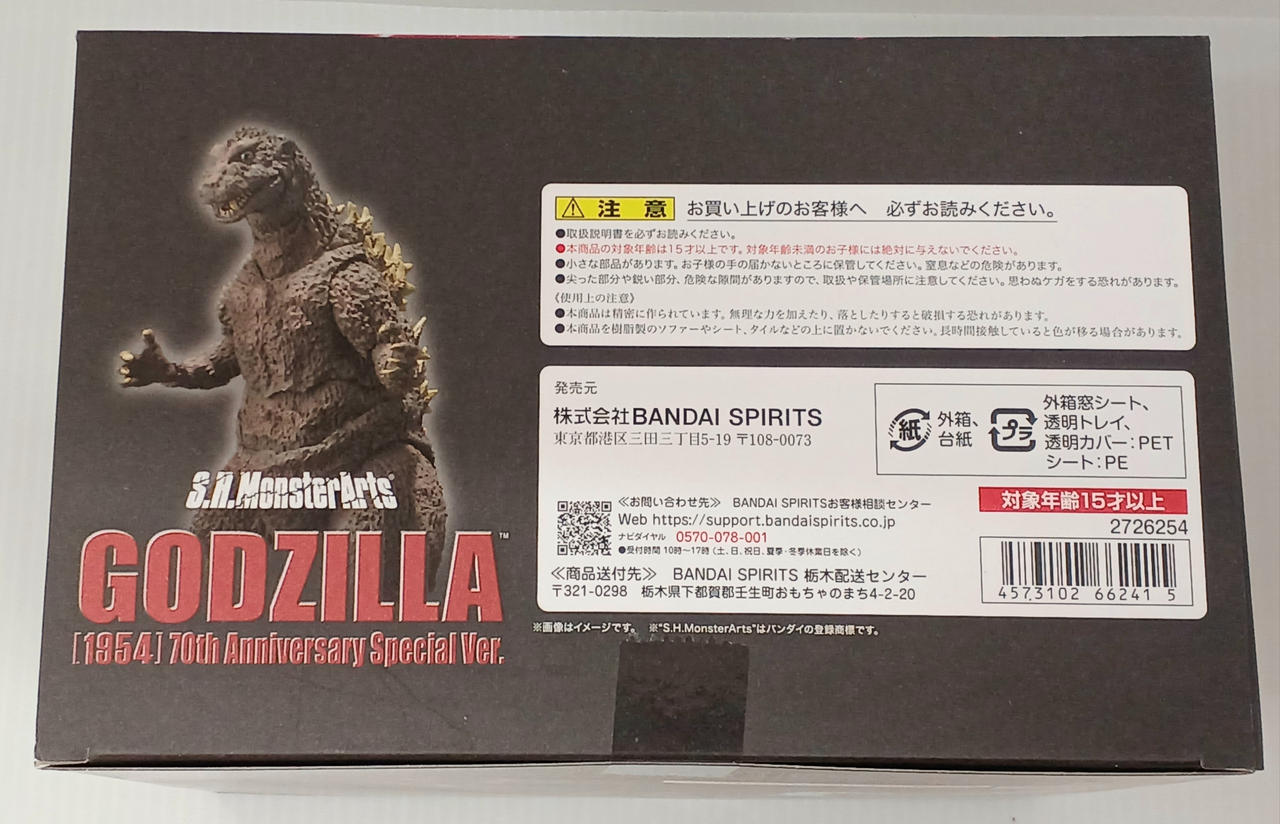 S.H.MonsterArts
GODZILLA™
[1954] 70th Anniversary Special Ver.
⚠ 注 意 お買い上げのお客様へ 必ずお読みください。
●取扱説明書を必ずお読みください。
●本商品の対象年齢は15才以上です。対象年齢未満のお子様には絶対に与えないでください。
●小さな部品があります。お子様の手の届かないところに保管してください。窒息などの危険があります。
●尖った部分や鋭い部分、危険な隙間がありますので、取扱や保管場所に注意してください。思わぬケガをする恐れがあります。
《使用上の注意》
●本商品は精密に作られています。無理な力を加えたり、落としたりすると破損する恐れがあります。
●本商品を樹脂製のソファーやシート、タイルなどの上に置かないでください。長時間接触していると色が移る場合があります。
発売元
株式会社BANDAI SPIRITS
東京都港区三田三丁目5-19 〒108-0073
紙 外箱、
台紙
プラ 外箱窓シート、
透明トレイ、
透明カバー:PET
シート:PE
≪お問い合わせ先≫ BANDAI SPIRITSお客様相談センター
Web https://support.bandaispirits.co.jp
ナビダイヤル 0570-078-001
●受付時間 10時~17時(土、日、祝日、夏季・冬季休業日を除く)
≪商品送付先≫ BANDAI SPIRITS 栃木配送センター
〒321-0298 栃木県下都賀郡壬生町おもちゃのまち4-2-20
対象年齢15才以上
2726254
4573102 66241 5
※画像はイメージです。 ※“S.H.MonsterArts”はバンダイの登録商標です。